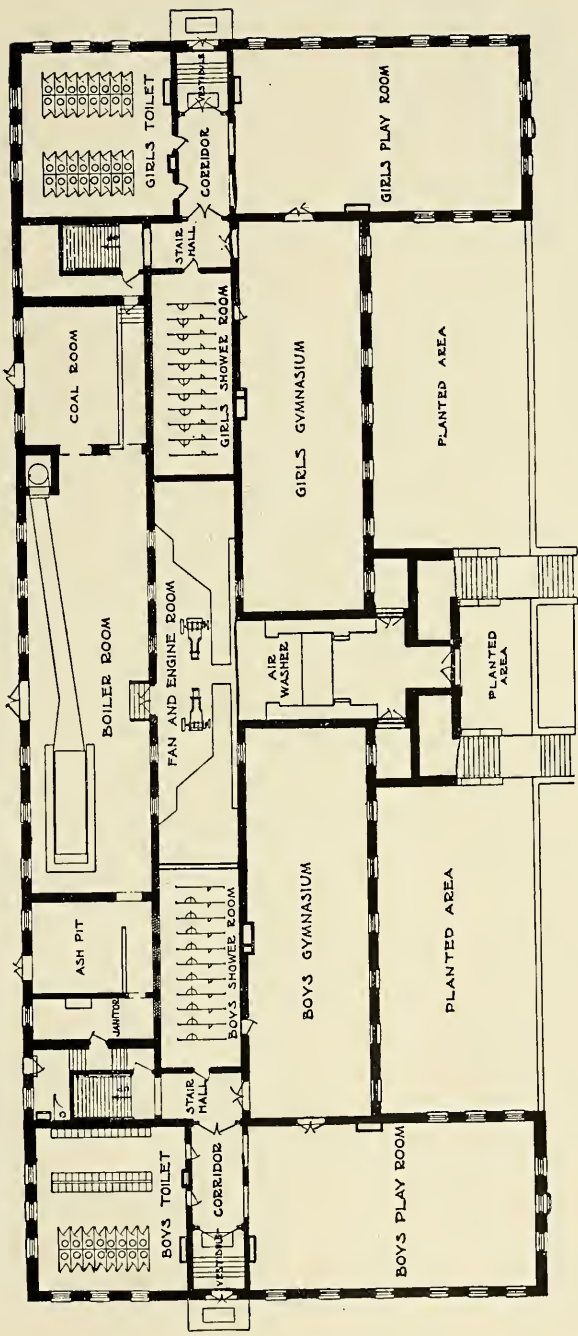 GIRLS TOILET
VESTIBULE
CORRIDOR
GIRLS PLAY ROOM
STAIR
HALL
COAL ROOM
GIRLS SHOWER ROOM
GIRLS GYMNASIUM
PLANTED AREA
BOILER ROOM
FAN AND ENGINE ROOM
AIR
WASHER
PLANTED
AREA
ASH PIT
BOYS SHOWER ROOM
BOYS GYMNASIUM
PLANTED AREA
JANITOR
STAIR
HALL
BOYS TOILET
CORRIDOR
VESTIBULE
BOYS PLAY ROOM